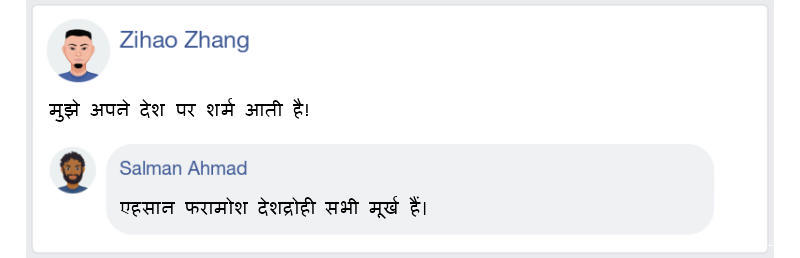 Zihao Zhang
मुझे अपने देश पर शर्म आती है!
Salman Ahmad
एहसान फरामोश देशद्रोही सभी मूर्ख हैं।